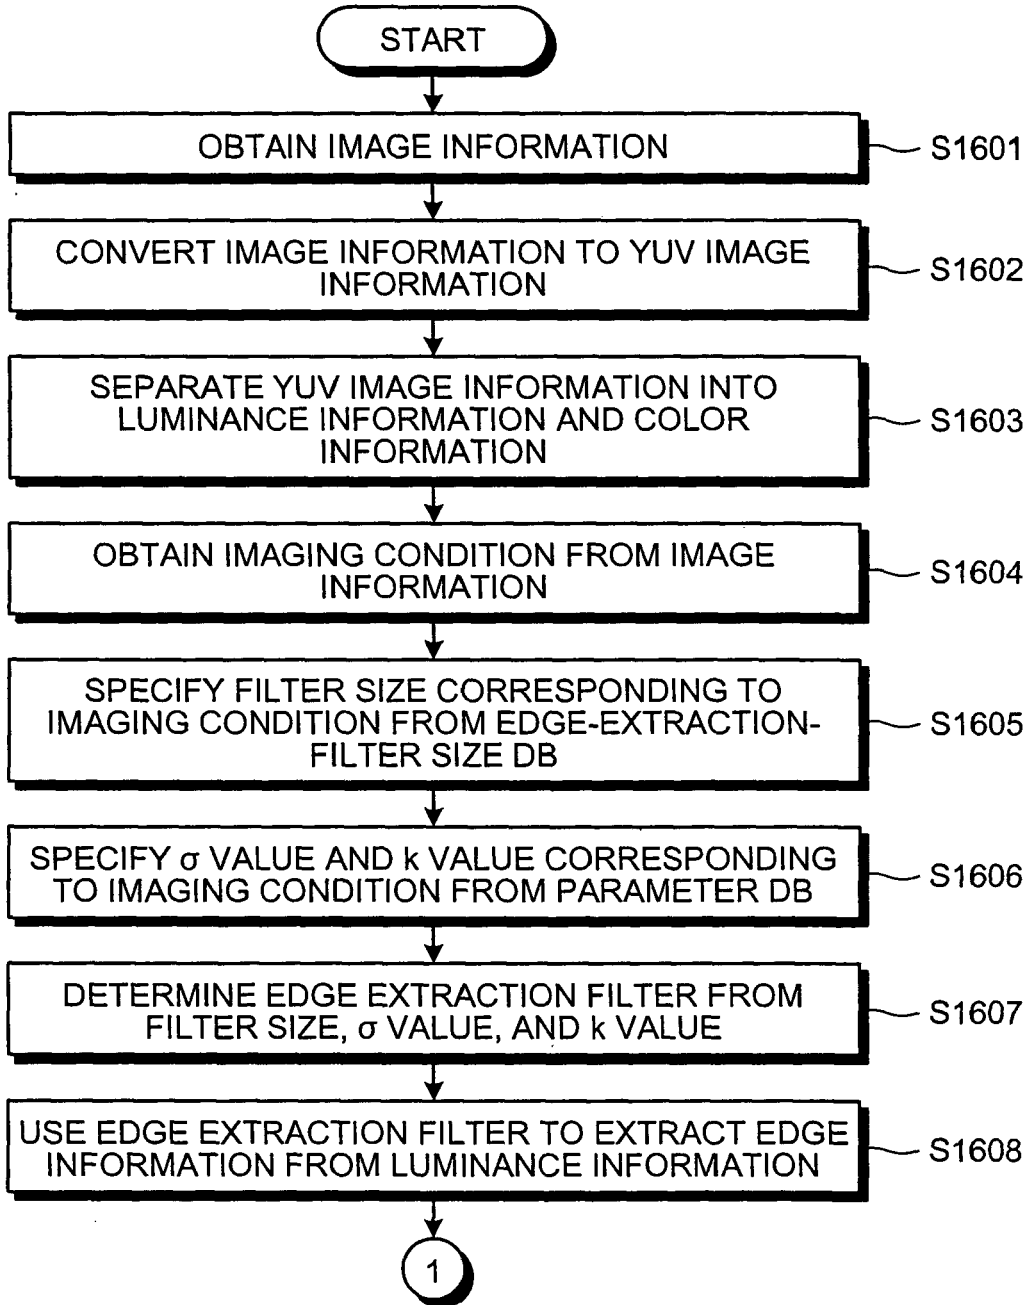 START
OBTAIN IMAGE INFORMATION
S1601
CONVERT IMAGE INFORMATION TO YUV IMAGE
INFORMATION
S1602
SEPARATE YUV IMAGE INFORMATION INTO
LUMINANCE INFORMATION AND COLOR
INFORMATION
S1603
OBTAIN IMAGING CONDITION FROM IMAGE
INFORMATION
S1604
SPECIFY FILTER SIZE CORRESPONDING TO
IMAGING CONDITION FROM EDGE-EXTRACTION-
FILTER SIZE DB
S1605
SPECIFY σ VALUE AND k VALUE CORRESPONDING
TO IMAGING CONDITION FROM PARAMETER DB
S1606
DETERMINE EDGE EXTRACTION FILTER FROM
FILTER SIZE, σ VALUE, AND k VALUE
S1607
USE EDGE EXTRACTION FILTER TO EXTRACT EDGE
INFORMATION FROM LUMINANCE INFORMATION
S1608
1